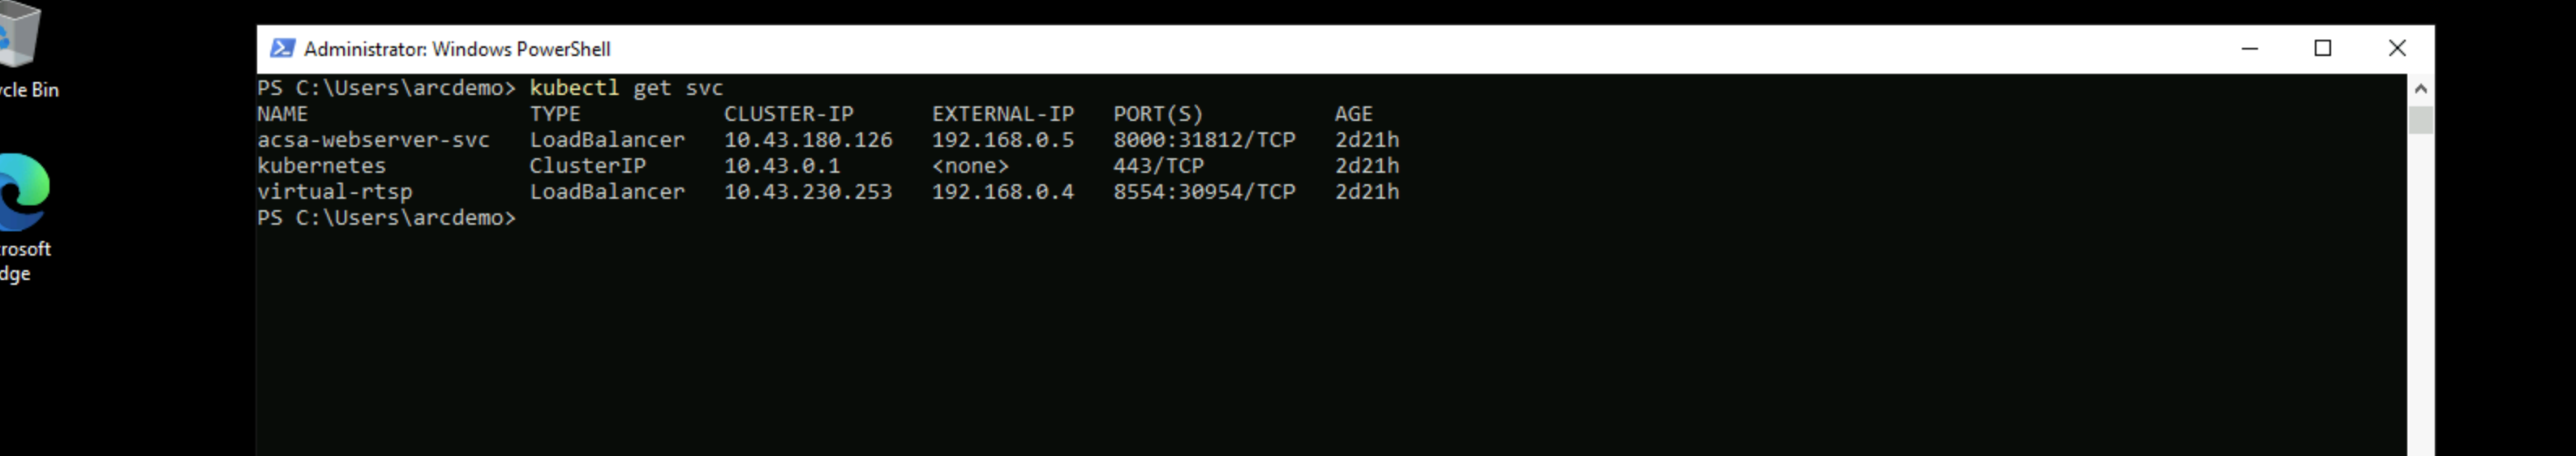 Administrator: Windows PowerShell
PS C:\Users\arcdemo> kubectl get svc
NAME TYPE CLUSTER-IP EXTERNAL-IP PORT(S) AGE
acsa-webserver-svc LoadBalancer 10.43.180.126 192.168.0.5 8000:31812/TCP 2d21h
kubernetes ClusterIP 10.43.0.1 <none> 443/TCP 2d21h
virtual-rtsp LoadBalancer 10.43.230.253 192.168.0.4 8554:30954/TCP 2d21h
PS C:\Users\arcdemo>
ycle Bin
rosoft
dge